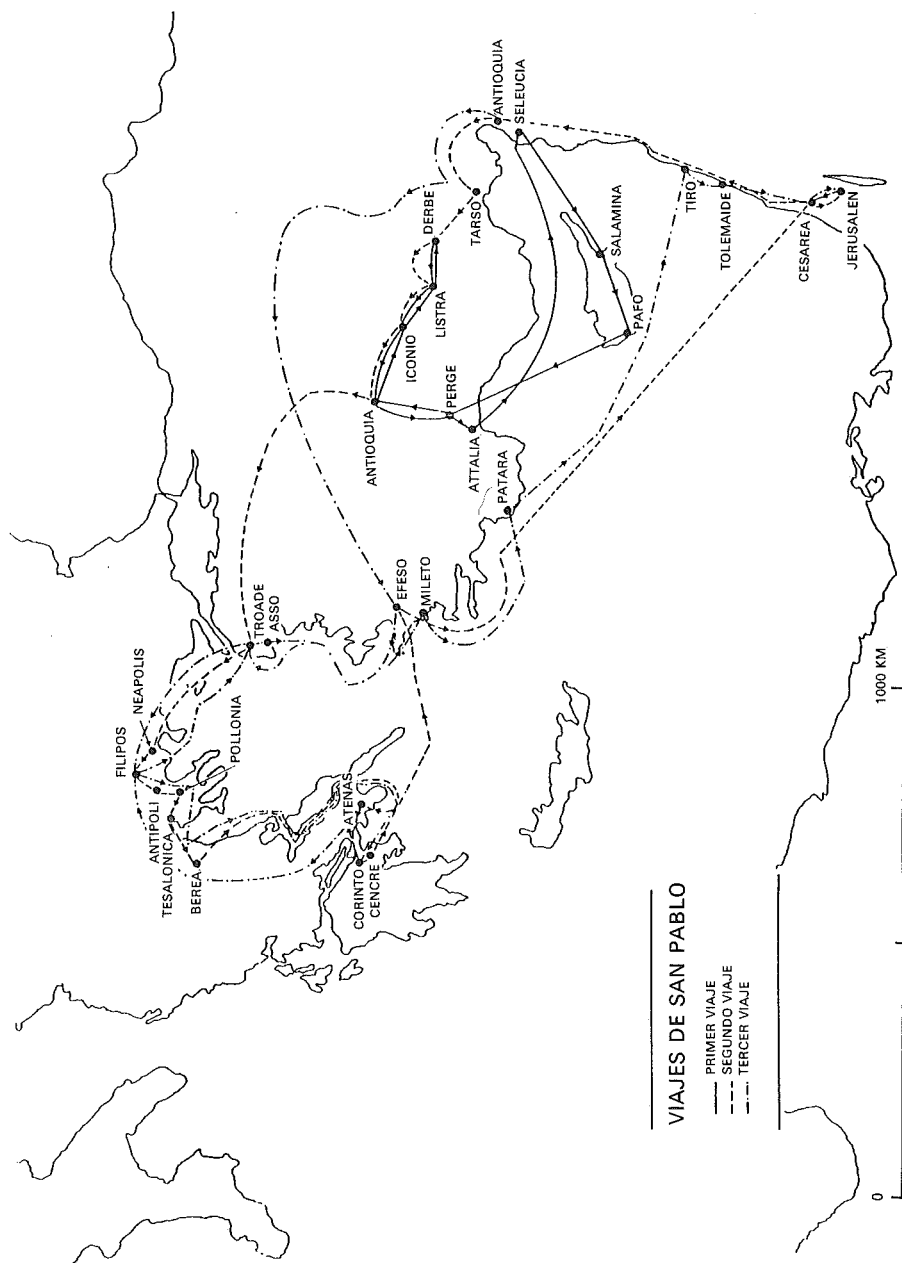 FILIPOS
NEAPOLIS
ANTIPOLI
TESALONICA
BEREA
POLLONIA
TROADE
ASSO
ATENAS
CORINTO
CENCRE
EFESO
MILETO
ANTIOQUIA
ICONIO
LISTRA
DERBE
PERGE
ATTALIA
PATARA
TARSO
ANTIOQUIA
SELEUCIA
SALAMINA
PAFO
TIRO
TOLEMAIDE
CESAREA
JERUSALEN
VIAJES DE SAN PABLO
PRIMER VIAJE
SEGUNDO VIAJE
TERCER VIAJE
0
1000 KM